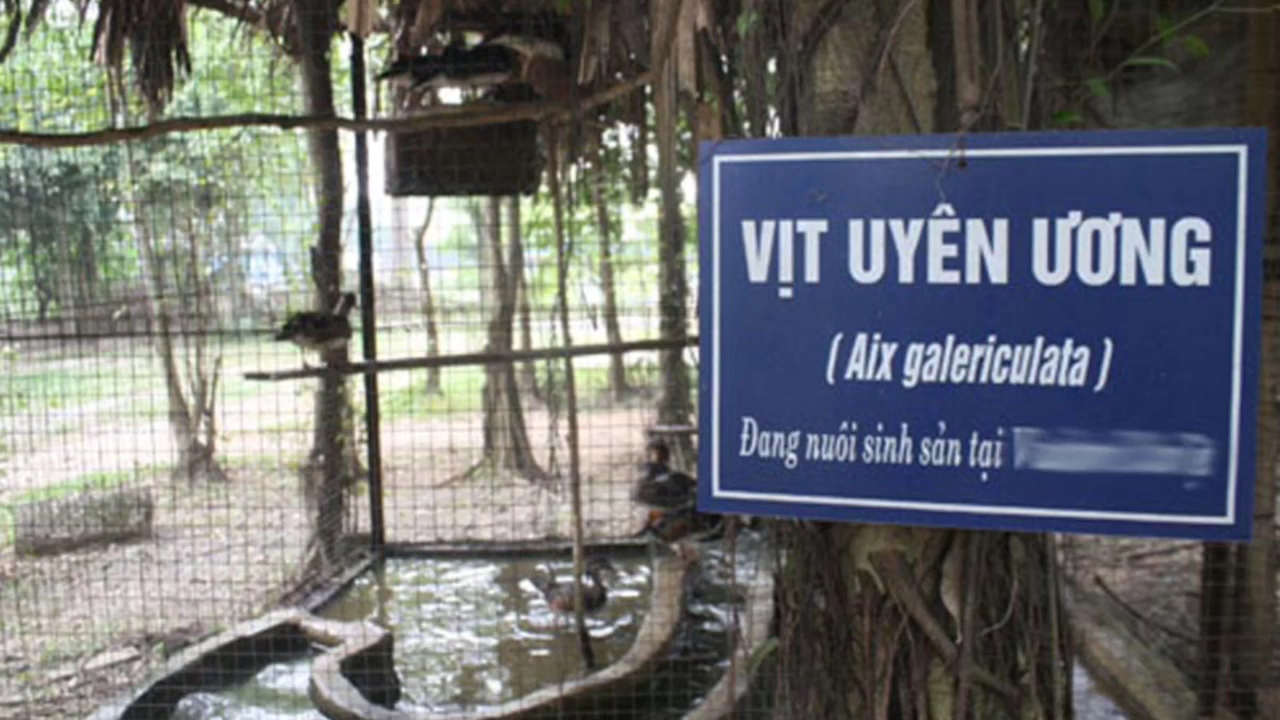 VỊT UYÊN ƯƠNG
( Aix galericulata )
Đang nuôi sinh sản tại